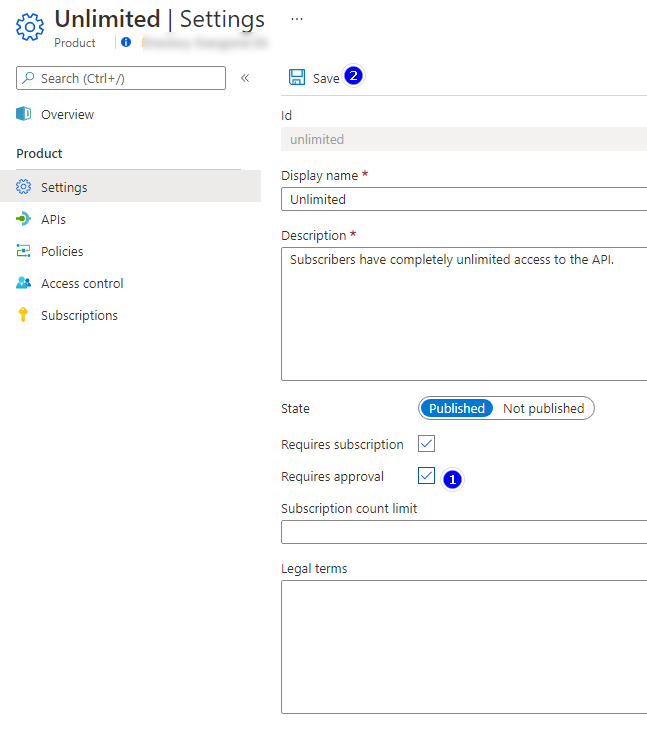 Unlimited | Settings ...
Product
Search (Ctrl+/) «
Overview
Product
Settings
APIs
Policies
Access control
Subscriptions
Save 2
Id
unlimited
Display name *
Unlimited
Description *
Subscribers have completely unlimited access to the API.
State Published Not published
Requires subscription
Requires approval 1
Subscription count limit
Legal terms